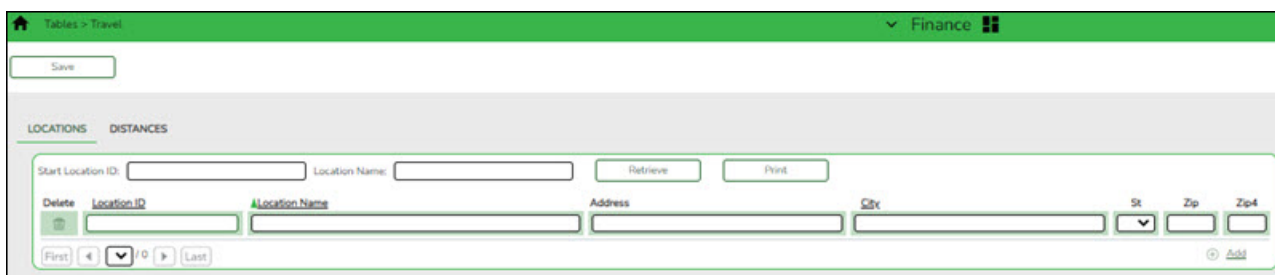 Tables > Travel Finance
Save
LOCATIONS DISTANCES
Start Location ID: Location Name: Retrieve Print
Delete Location ID Location Name Address City St Zip Zip4
First / 0 Last Add